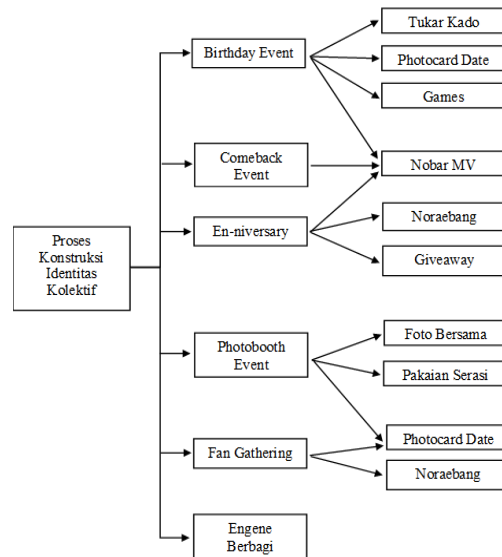 Proses
Konstruksi
Identitas
Kolektif
Birthday Event
Comeback
Event
En-niversary
Photobooth
Event
Fan Gathering
Engene
Berbagi
Tukar Kado
Photocard Date
Games
Nobar MV
Noraebang
Giveaway
Foto Bersama
Pakaian Serasi
Photocard Date
Noraebang